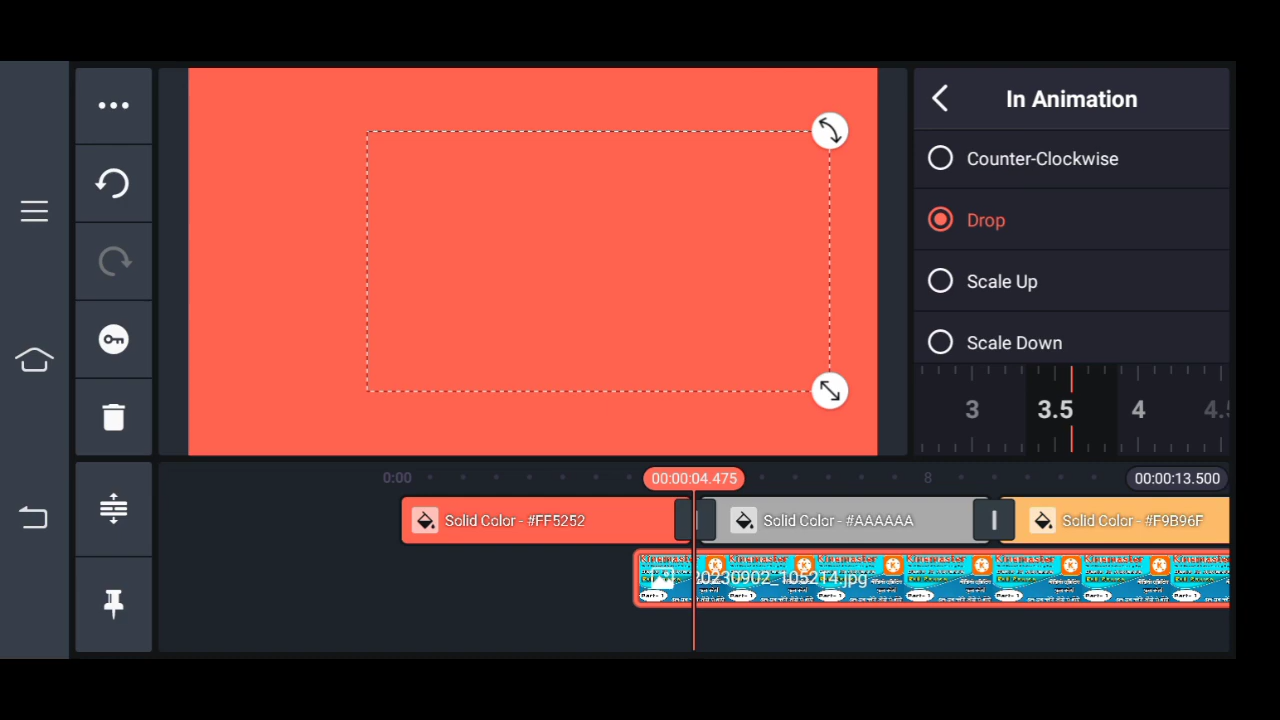 In Animation
Counter-Clockwise
Drop
Scale Up
Scale Down
3 3.5 4 4.5
0:00 00:00:04.475 8 00:00:13.500
Solid Color - #FF5252 Solid Color - #AAAAAA Solid Color - #F9B96F
20230902_105214.jpg